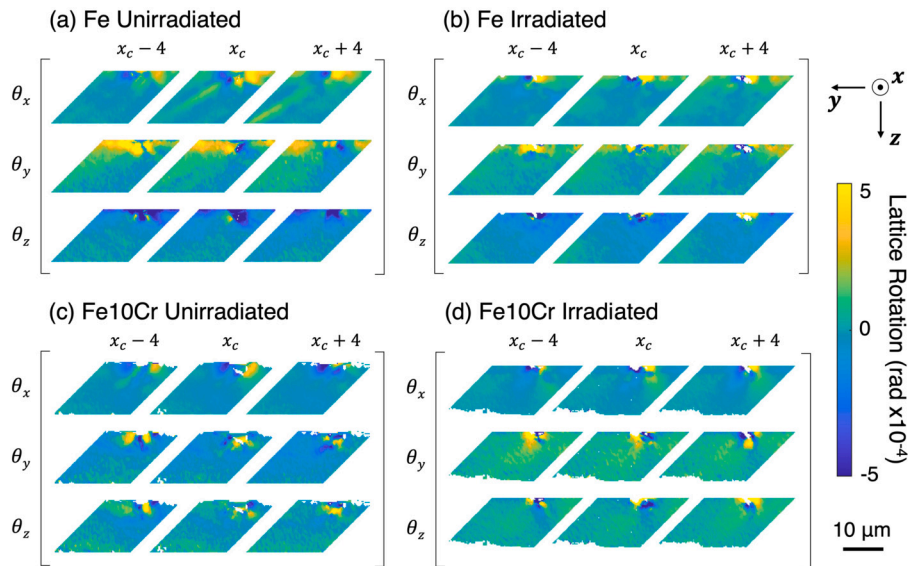 (a) Fe Unirradiated
x_c − 4 x_c x_c + 4
θ_x
θ_y
θ_z
(b) Fe Irradiated
x_c − 4 x_c x_c + 4
θ_x
θ_y
θ_z
x
y
z
(c) Fe10Cr Unirradiated
x_c − 4 x_c x_c + 4
θ_x
θ_y
θ_z
(d) Fe10Cr Irradiated
x_c − 4 x_c x_c + 4
θ_x
θ_y
θ_z
5
0
-5
Lattice Rotation (rad x10⁻⁴)
10 µm